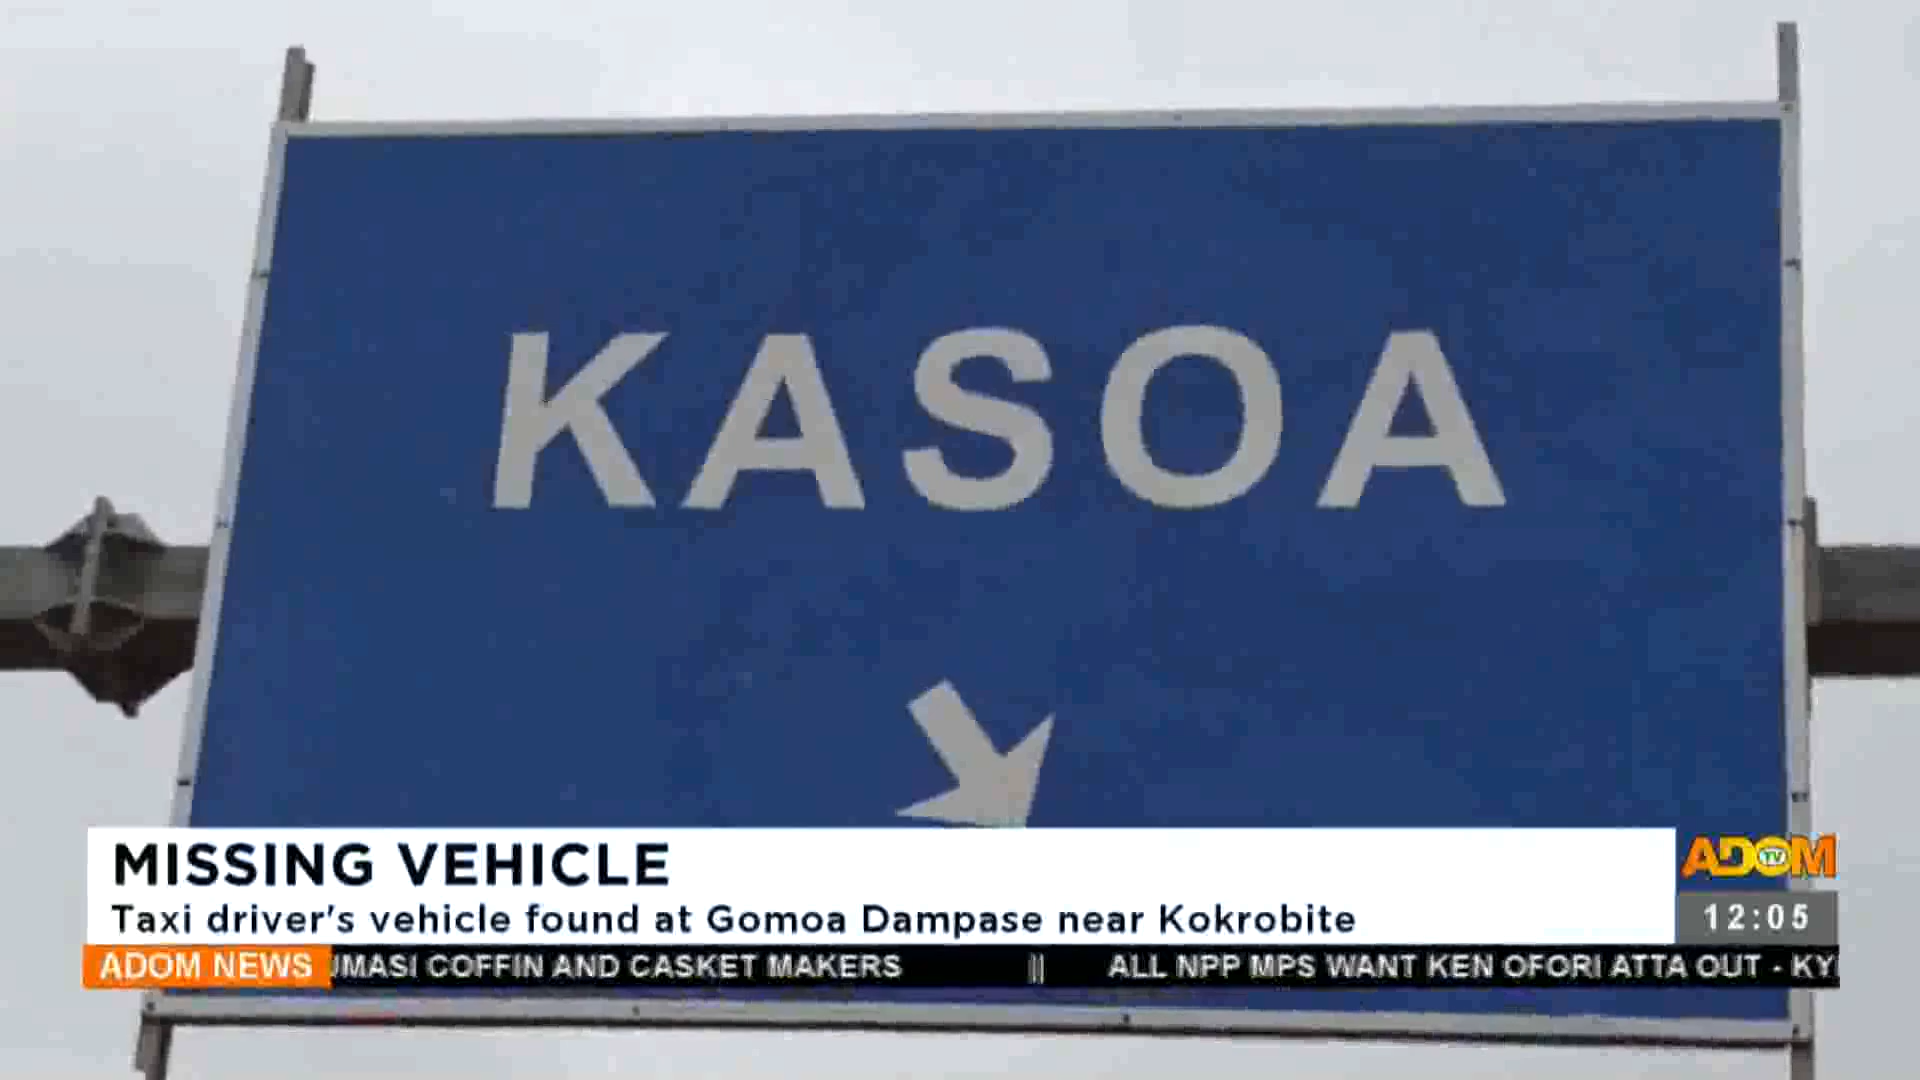 KASOA
MISSING VEHICLE
Taxi driver's vehicle found at Gomoa Dampase near Kokrobite
ADOM TV
12:05
ADOM NEWS
UMASI COFFIN AND CASKET MAKERS || ALL NPP MPS WANT KEN OFORI ATTA OUT - KY